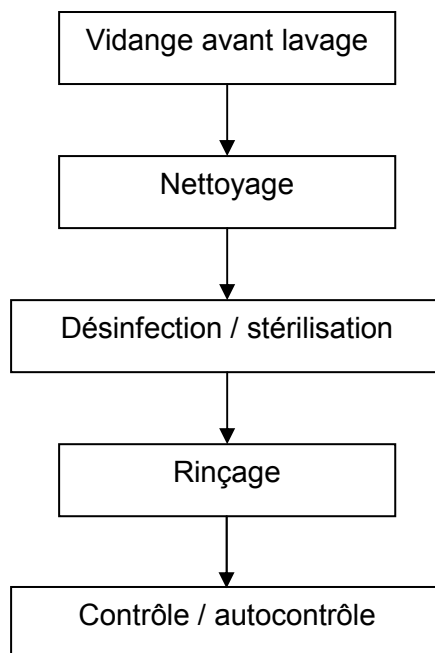 Vidange avant lavage
Nettoyage
Désinfection / stérilisation
Rinçage
Contrôle / autocontrôle